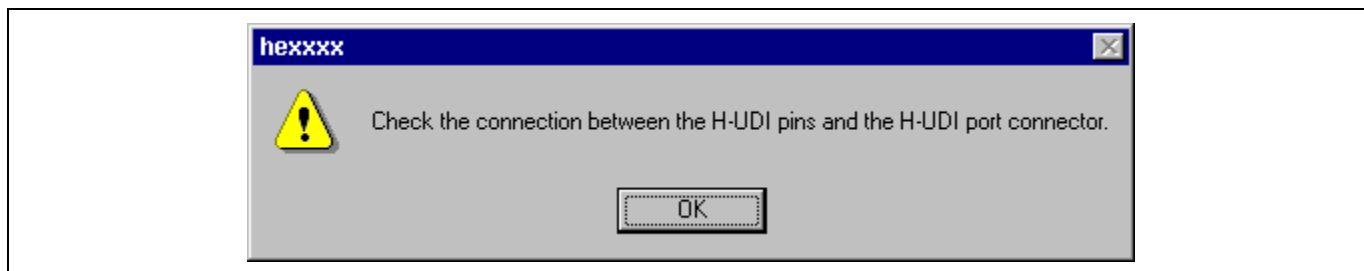 hexxxx
Check the connection between the H-UDI pins and the H-UDI port connector.
OK